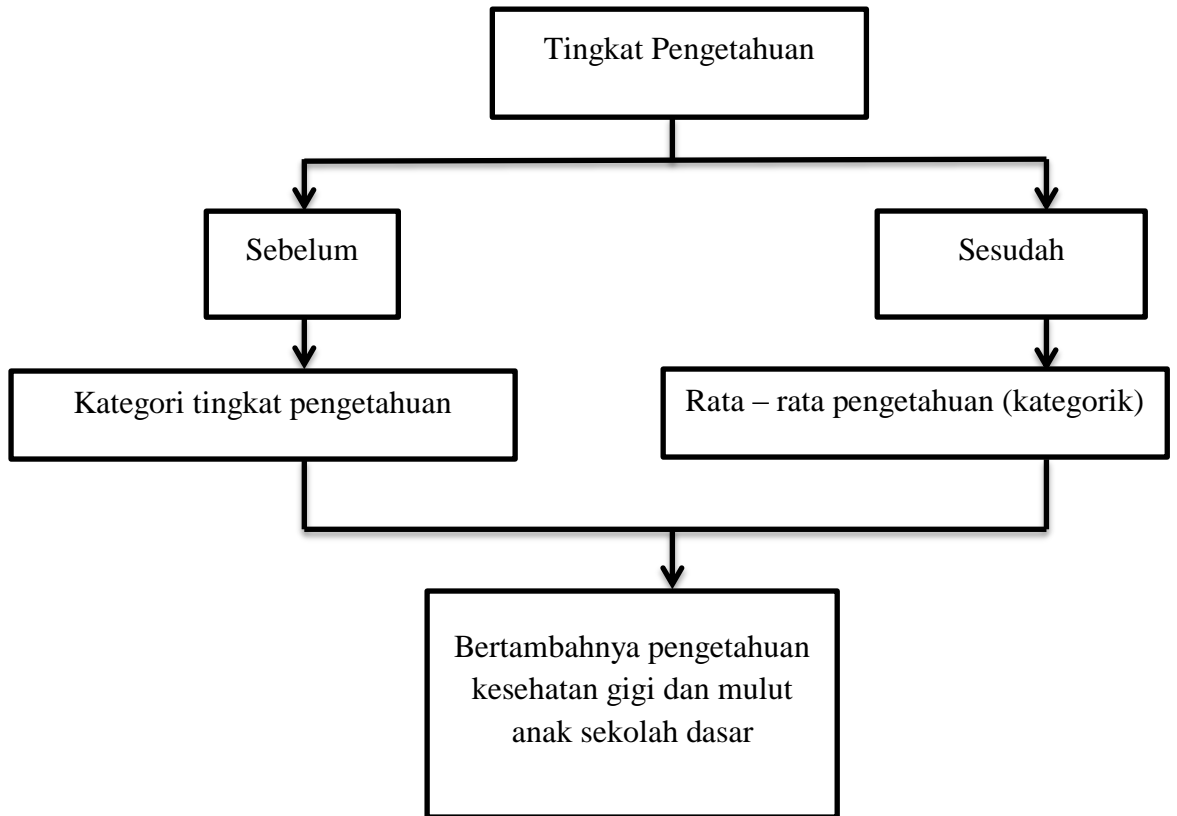 Tingkat Pengetahuan
Sebelum
Sesudah
Kategori tingkat pengetahuan
Rata – rata pengetahuan (kategorik)
Bertambahnya pengetahuan
kesehatan gigi dan mulut
anak sekolah dasar